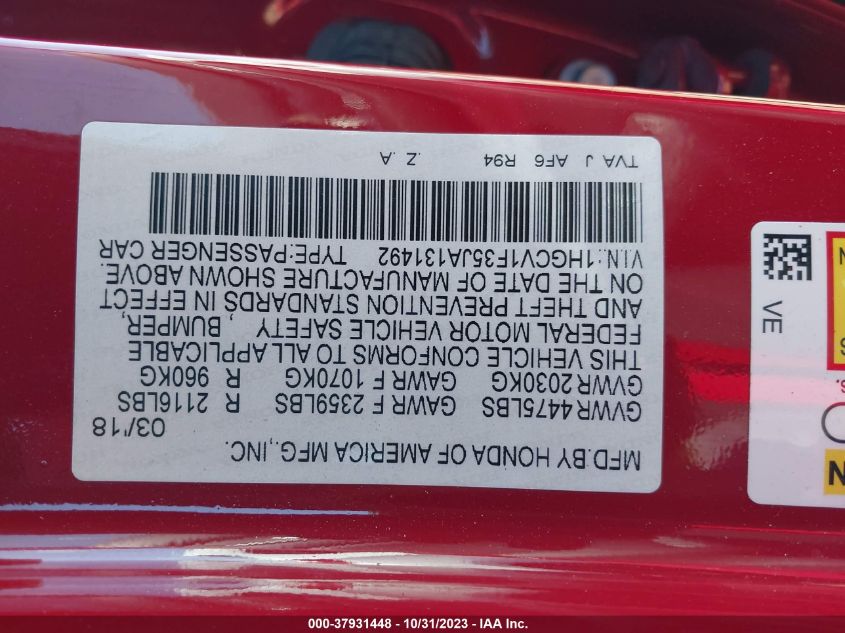 MFD.BY HONDA OF AMERICA MFG.,INC.
03/'18
GVWR 4475LBS GAWR F 2359LBS R 2116LBS
GVWR 2030KG GAWR F 1070KG R 960KG
THIS VEHICLE CONFORMS TO ALL APPLICABLE
FEDERAL MOTOR VEHICLE SAFETY , BUMPER,
AND THEFT PREVENTION STANDARDS IN EFFECT
ON THE DATE OF MANUFACTURE SHOWN ABOVE.
VIN:1HGCV1F35JA131492 TYPE:PASSENGER CAR
TVA J AF6 R94 .Z .A
VE
N
000-37931448 - 10/31/2023 - IAA Inc.